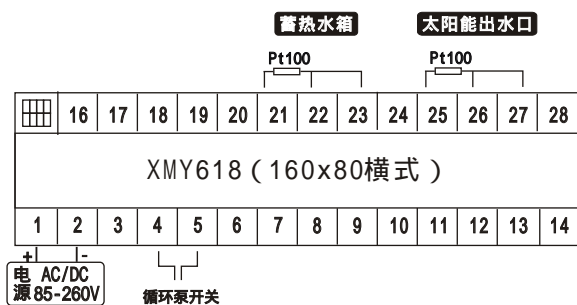 蓄热水箱 太阳能出水口
Pt100 Pt100
16 17 18 19 20 21 22 23 24 25 26 27 28
XMY618（160x80横式）
1 2 3 4 5 6 7 8 9 10 11 12 13 14
+ -
电 AC/DC
源 85-260V
循环泵开关